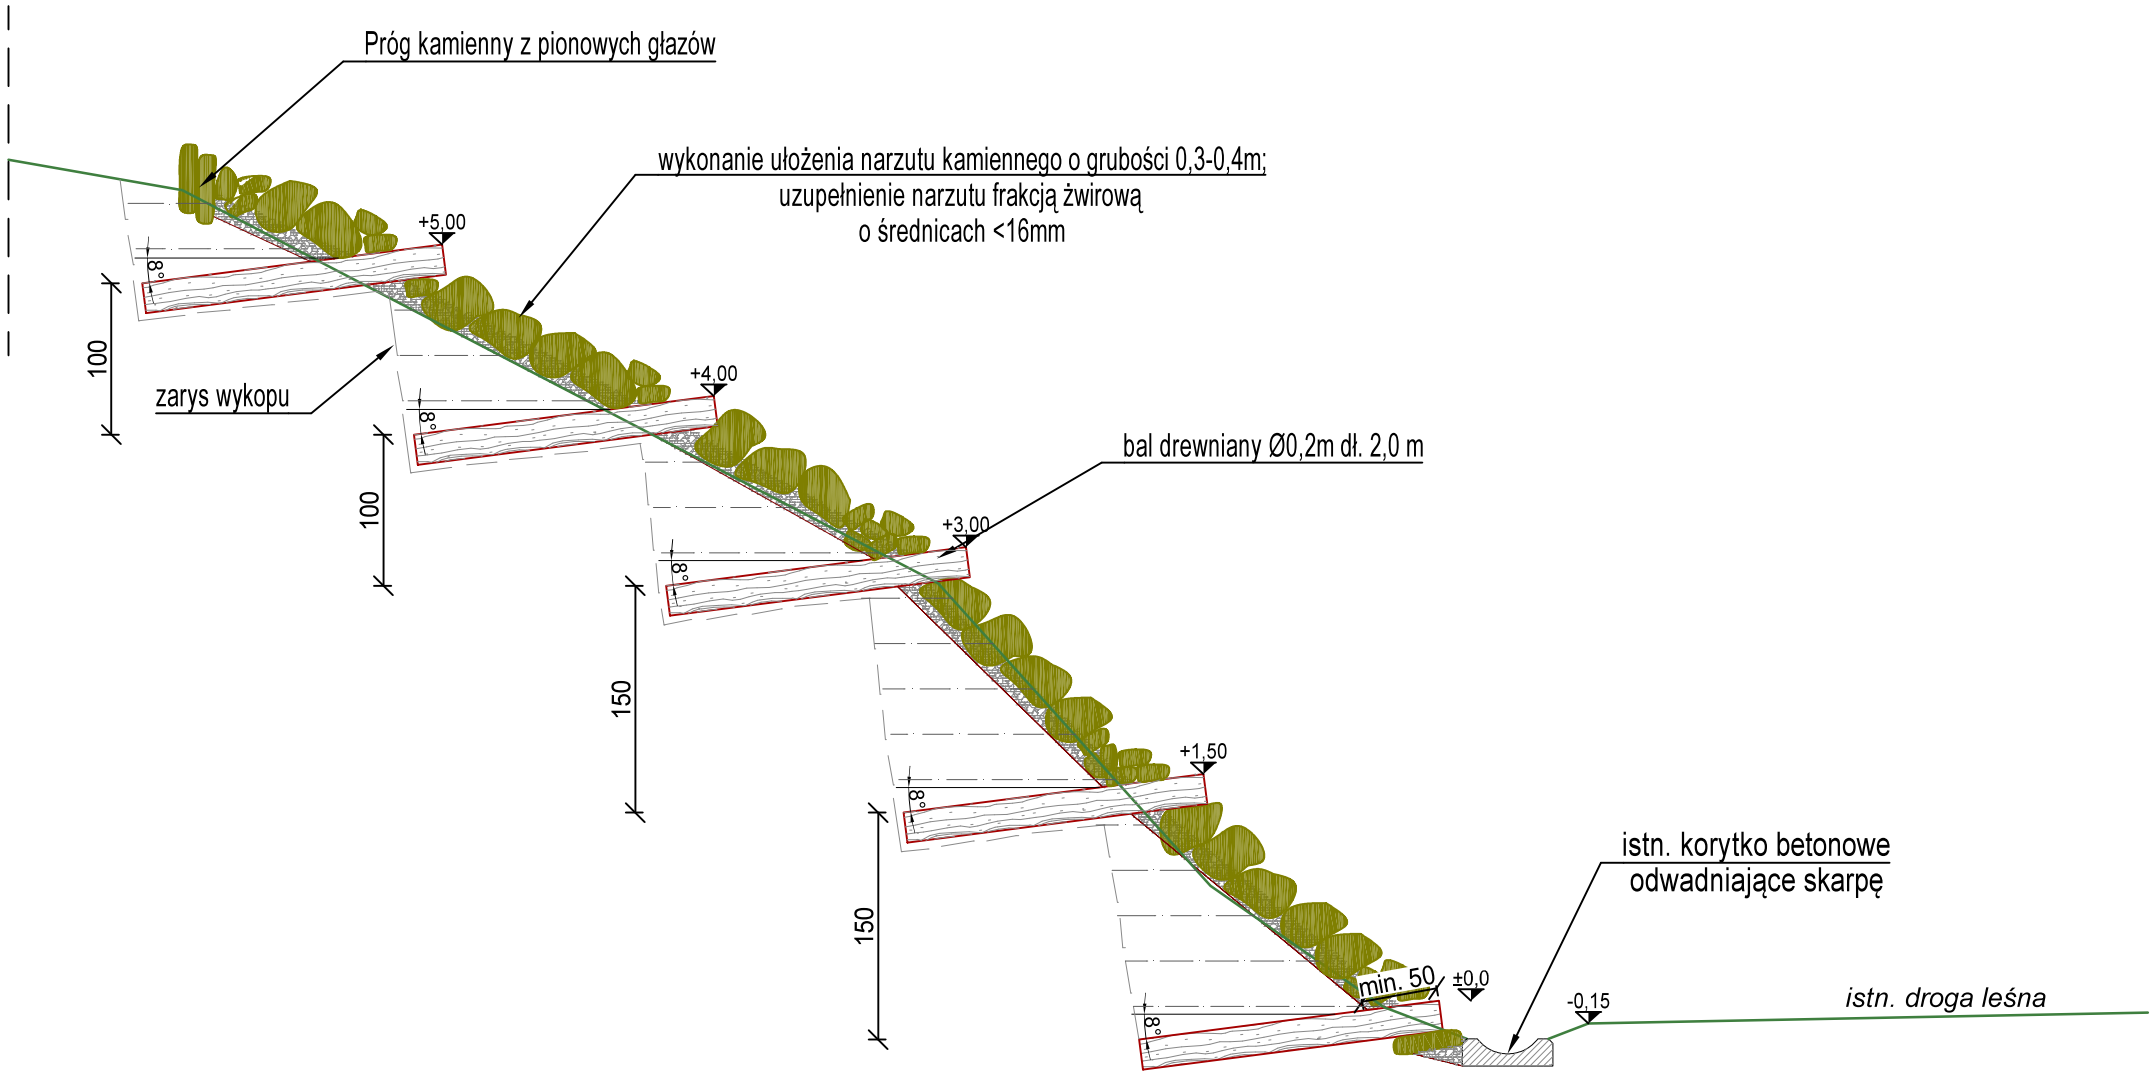 Próg kamienny z pionowych głazów
wykonanie ułożenia narzutu kamiennego o grubości 0,3-0,4m;
uzupełnienie narzutu frakcją żwirową
o średnicach <16mm
+5,00
8°
100
zarys wykopu
+4,00
8°
100
bal drewniany Ø0,2m dł. 2,0 m
+3,00
8°
150
+1,50
8°
150
istn. korytko betonowe
odwadniające skarpę
min. 50
±0,0
-0,15
istn. droga leśna
8°